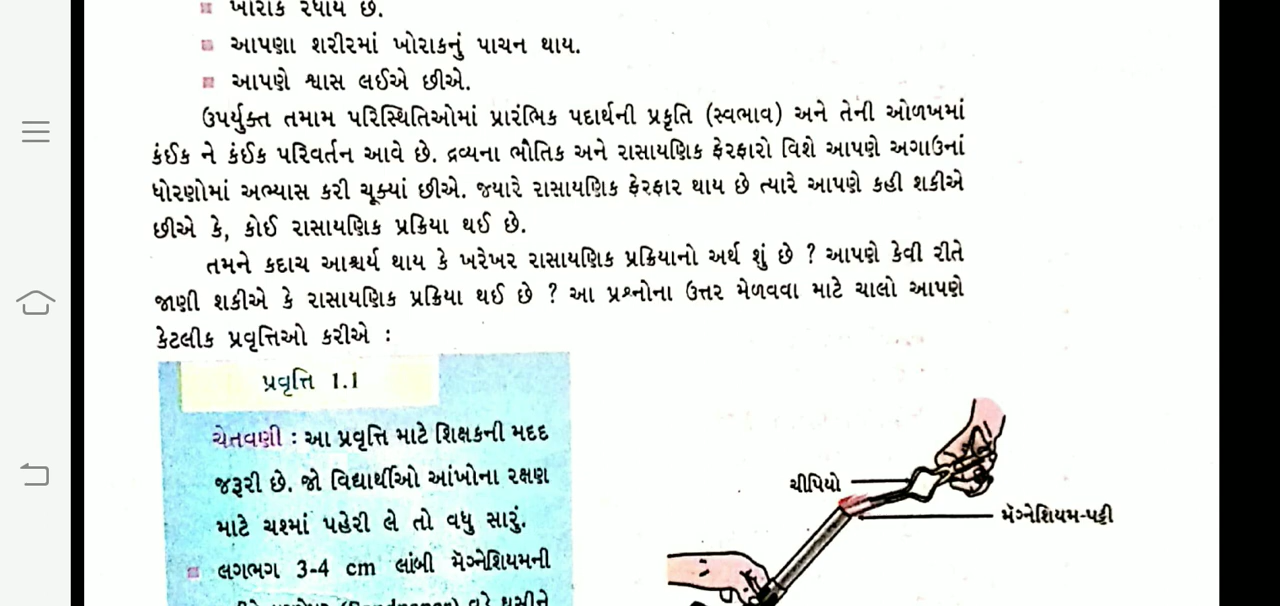 ખોરાક રંધાય છે.
આપણા શરીરમાં ખોરાકનું પાચન થાય.
આપણે શ્વાસ લઈએ છીએ.
ઉપર્યુક્ત તમામ પરિસ્થિતિઓમાં પ્રારંભિક પદાર્થની પ્રકૃતિ (સ્વભાવ) અને તેની ઓળખમાં
કંઈક ને કંઈક પરિવર્તન આવે છે. દ્રવ્યના ભૌતિક અને રાસાયણિક ફેરફારો વિશે આપણે અગાઉનાં
ધોરણોમાં અભ્યાસ કરી ચૂક્યાં છીએ. જ્યારે રાસાયણિક ફેરફાર થાય છે ત્યારે આપણે કહી શકીએ
છીએ કે, કોઈ રાસાયણિક પ્રક્રિયા થઈ છે.
તમને કદાચ આશ્ચર્ય થાય કે ખરેખર રાસાયણિક પ્રક્રિયાનો અર્થ શું છે ? આપણે કેવી રીતે
જાણી શકીએ કે રાસાયણિક પ્રક્રિયા થઈ છે ? આ પ્રશ્નોના ઉત્તર મેળવવા માટે ચાલો આપણે
કેટલીક પ્રવૃત્તિઓ કરીએ :
પ્રવૃત્તિ 1.1
ચેતવણી : આ પ્રવૃત્તિ માટે શિક્ષકની મદદ
જરૂરી છે. જો વિદ્યાર્થીઓ આંખોના રક્ષણ
માટે ચશ્માં પહેરી લે તો વધુ સારું.
લગભગ 3-4 cm લાંબી મૅગ્નેશિયમની
વડે ઘસીને
ચીપિયો
મૅગ્નેશિયમ-પટ્ટી